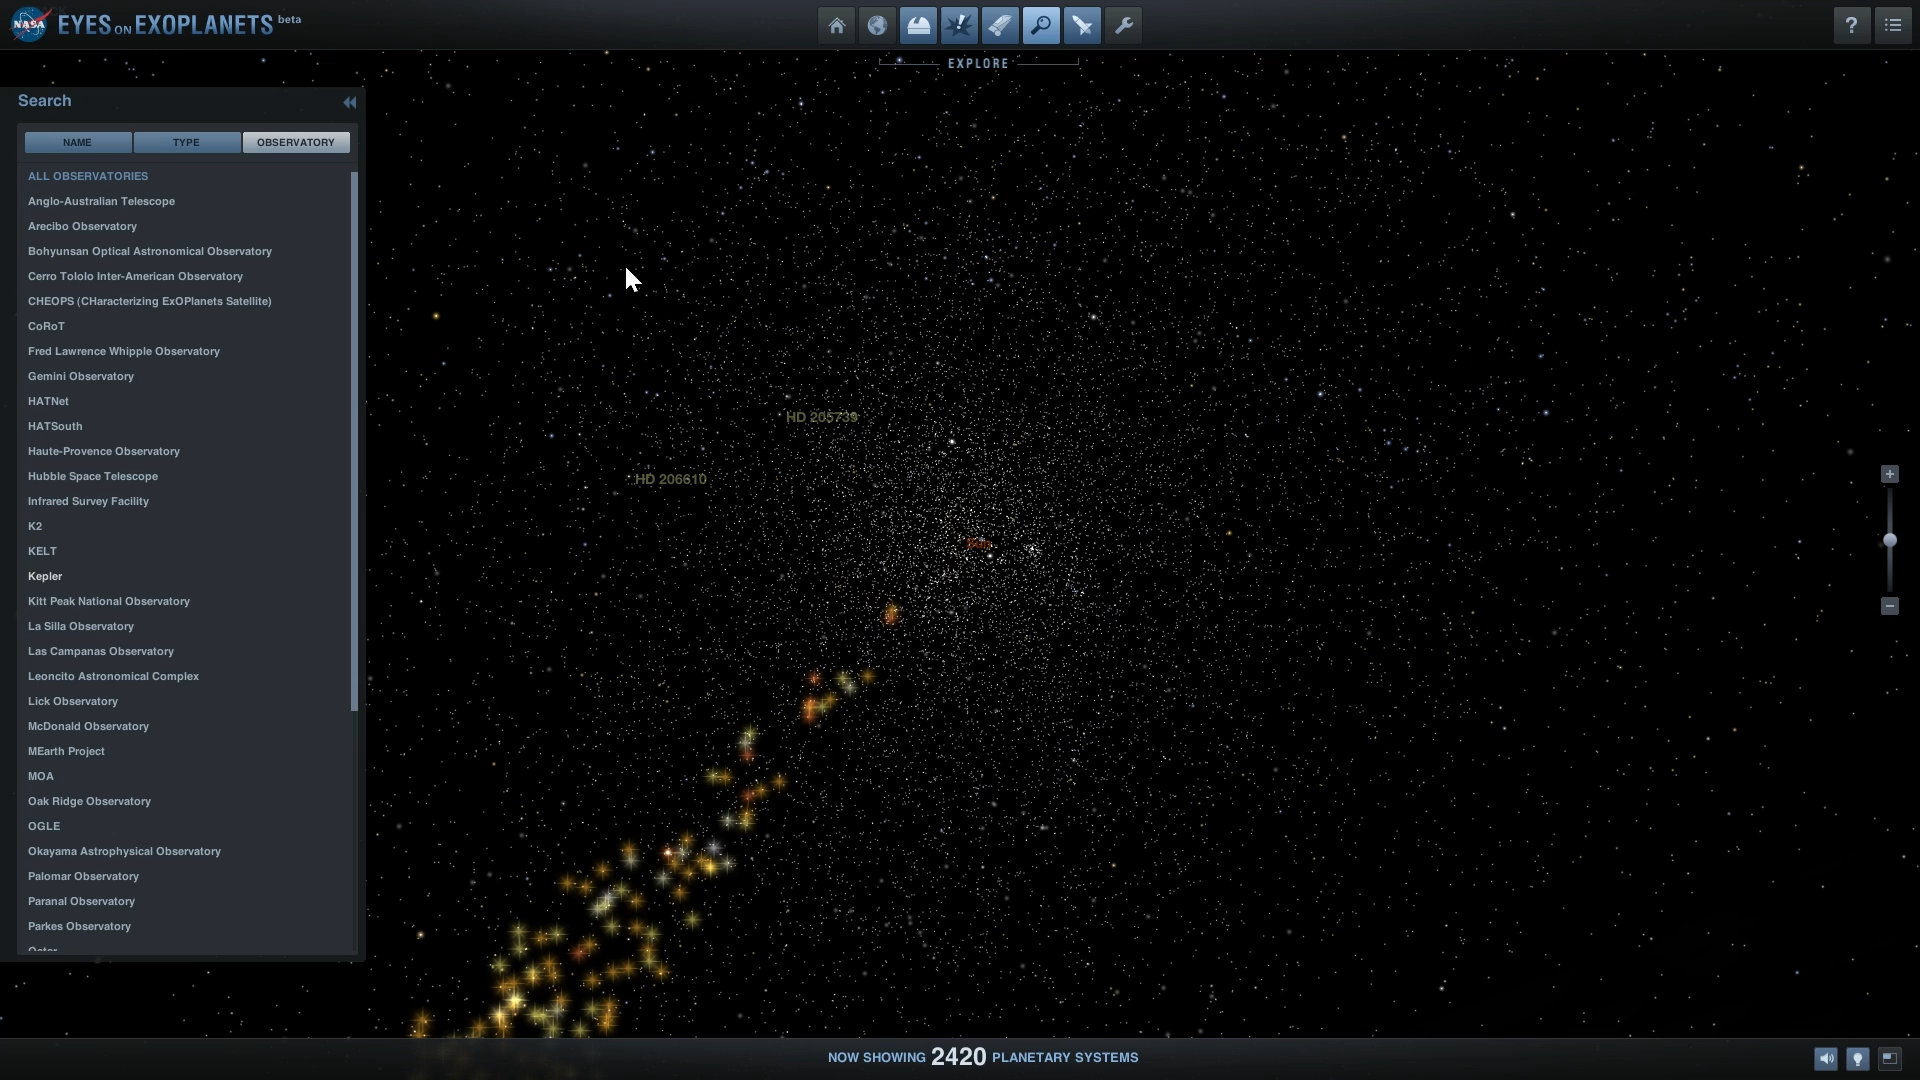 NASA EYES ON EXOPLANETS beta
?
EXPLORE
Search
NAME TYPE OBSERVATORY
ALL OBSERVATORIES
Anglo-Australian Telescope
Arecibo Observatory
Bohyunsan Optical Astronomical Observatory
Cerro Tololo Inter-American Observatory
CHEOPS (CHaracterizing ExOPlanets Satellite)
CoRoT
Fred Lawrence Whipple Observatory
Gemini Observatory
HATNet
HATSouth
Haute-Provence Observatory
Hubble Space Telescope
Infrared Survey Facility
K2
KELT
Kepler
Kitt Peak National Observatory
La Silla Observatory
Las Campanas Observatory
Leoncito Astronomical Complex
Lick Observatory
McDonald Observatory
MEarth Project
MOA
Oak Ridge Observatory
OGLE
Okayama Astrophysical Observatory
Palomar Observatory
Paranal Observatory
Parkes Observatory
HD 205739
HD 206610
NOW SHOWING 2420 PLANETARY SYSTEMS